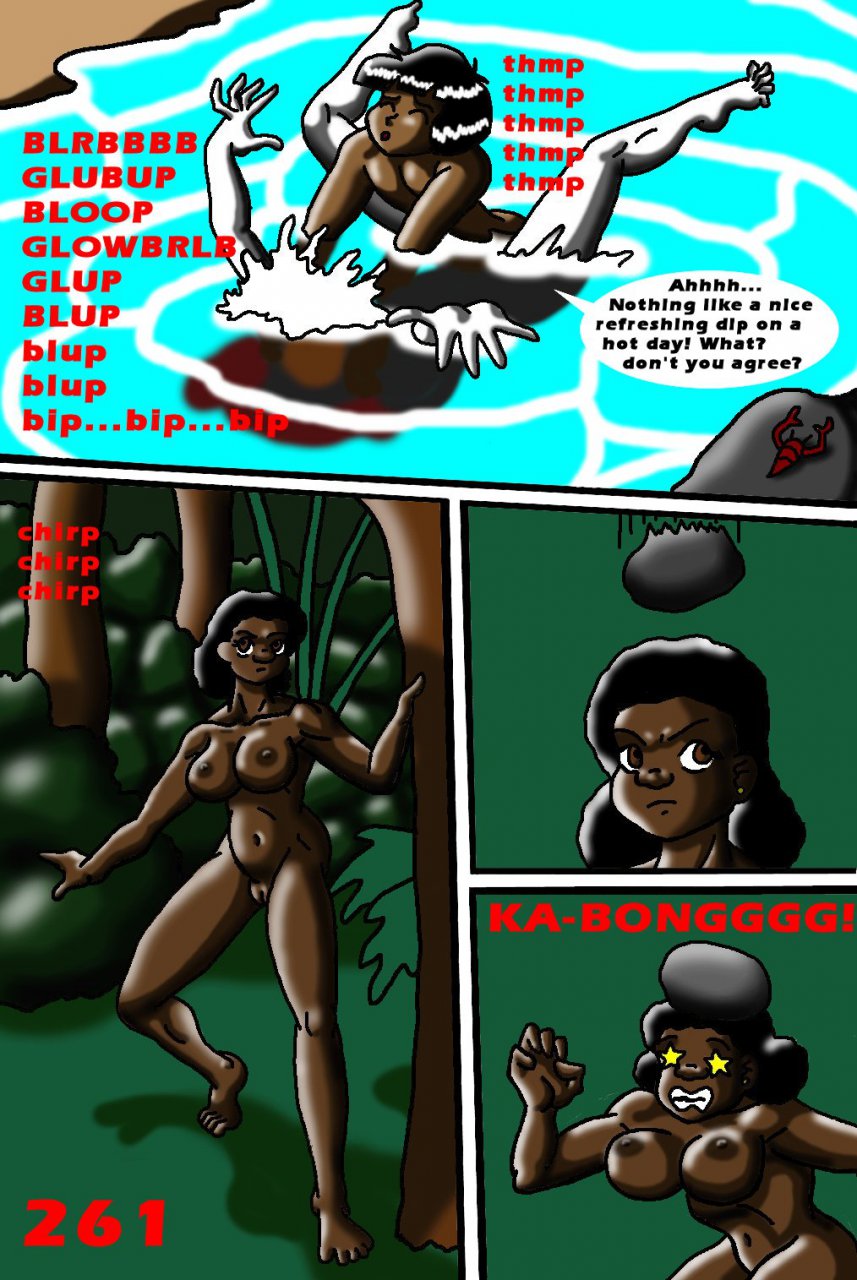 BLRBBBB
GLUBUP
BLOOP
GLOWBRLB
GLUP
BLUP
blup
blup
bip...bip...bip
thmp
thmp
thmp
thmp
thmp
Ahhhh...
Nothing like a nice
refreshing dip on a
hot day! What?
don't you agree?
chirp
chirp
chirp
KA-BONGGGG!
261